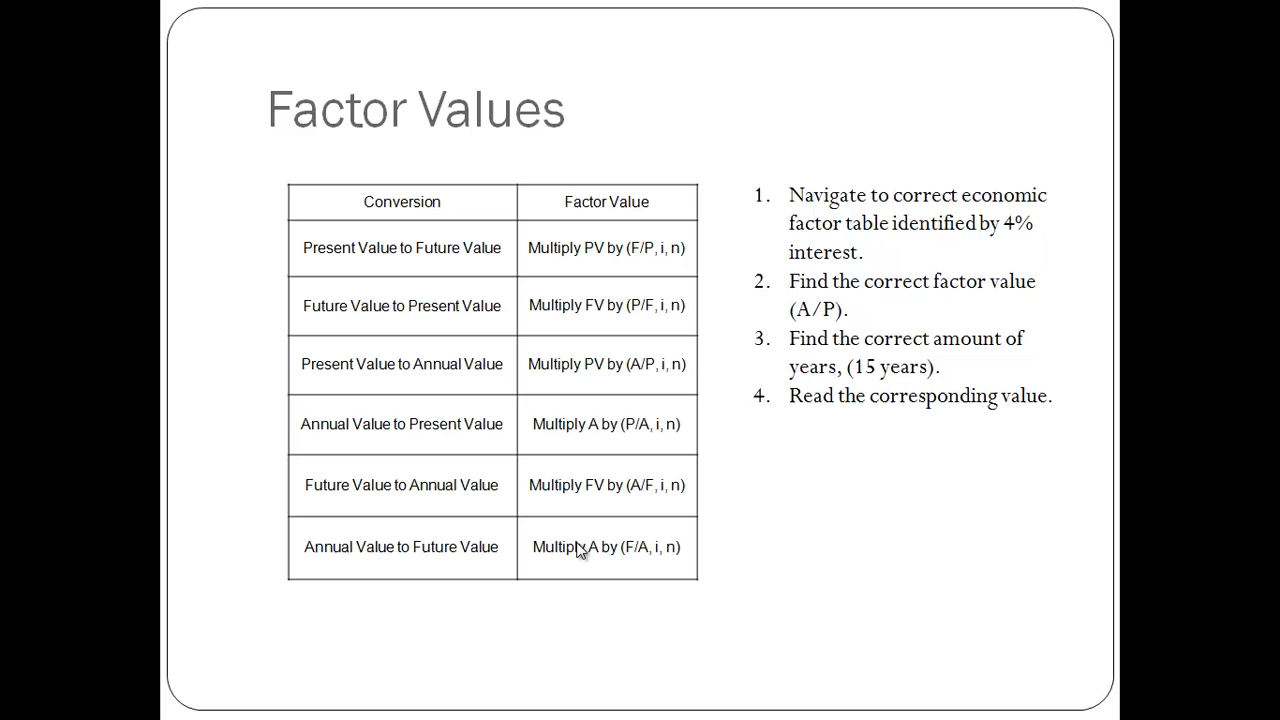 Factor Values
Conversion Factor Value
Present Value to Future Value Multiply PV by (F/P, i, n)
Future Value to Present Value Multiply FV by (P/F, i, n)
Present Value to Annual Value Multiply PV by (A/P, i, n)
Annual Value to Present Value Multiply A by (P/A, i, n)
Future Value to Annual Value Multiply FV by (A/F, i, n)
Annual Value to Future Value Multiply A by (F/A, i, n)
1. Navigate to correct economic
factor table identified by 4%
interest.
2. Find the correct factor value
(A/P).
3. Find the correct amount of
years, (15 years).
4. Read the corresponding value.